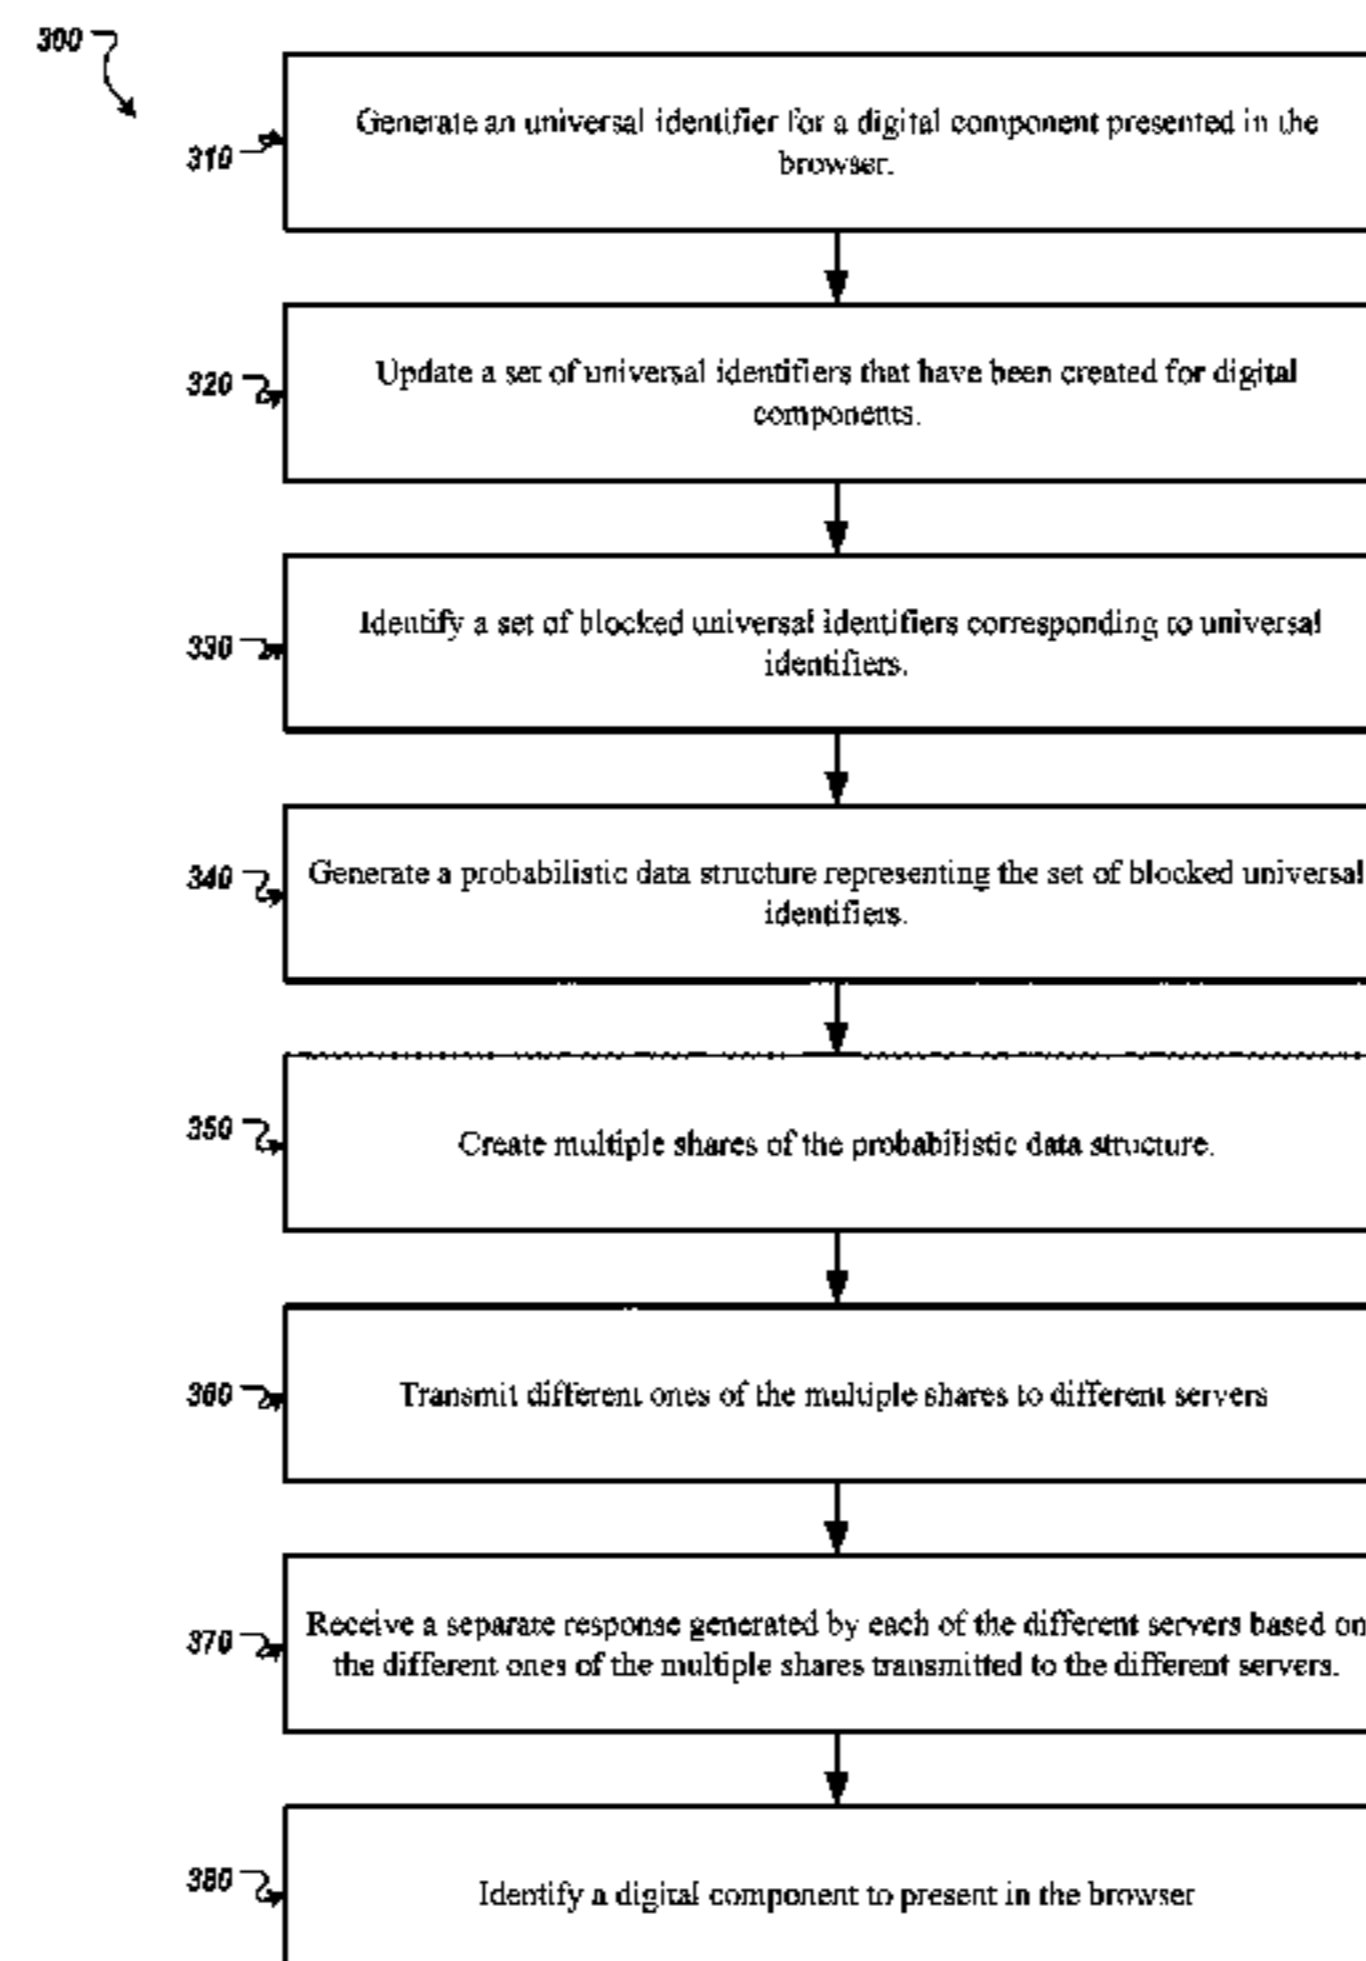 300
310
Generate an universal identifier for a digital component presented in the
browser.
320
Update a set of universal identifiers that have been created for digital
components.
330
Identify a set of blocked universal identifiers corresponding to universal
identifiers.
340
Generate a probabilistic data structure representing the set of blocked universal
identifiers.
350
Create multiple shares of the probabilistic data structure.
360
Transmit different ones of the multiple shares to different servers
370
Receive a separate response generated by each of the different servers based on
the different ones of the multiple shares transmitted to the different servers.
380
Identify a digital component to present in the browser